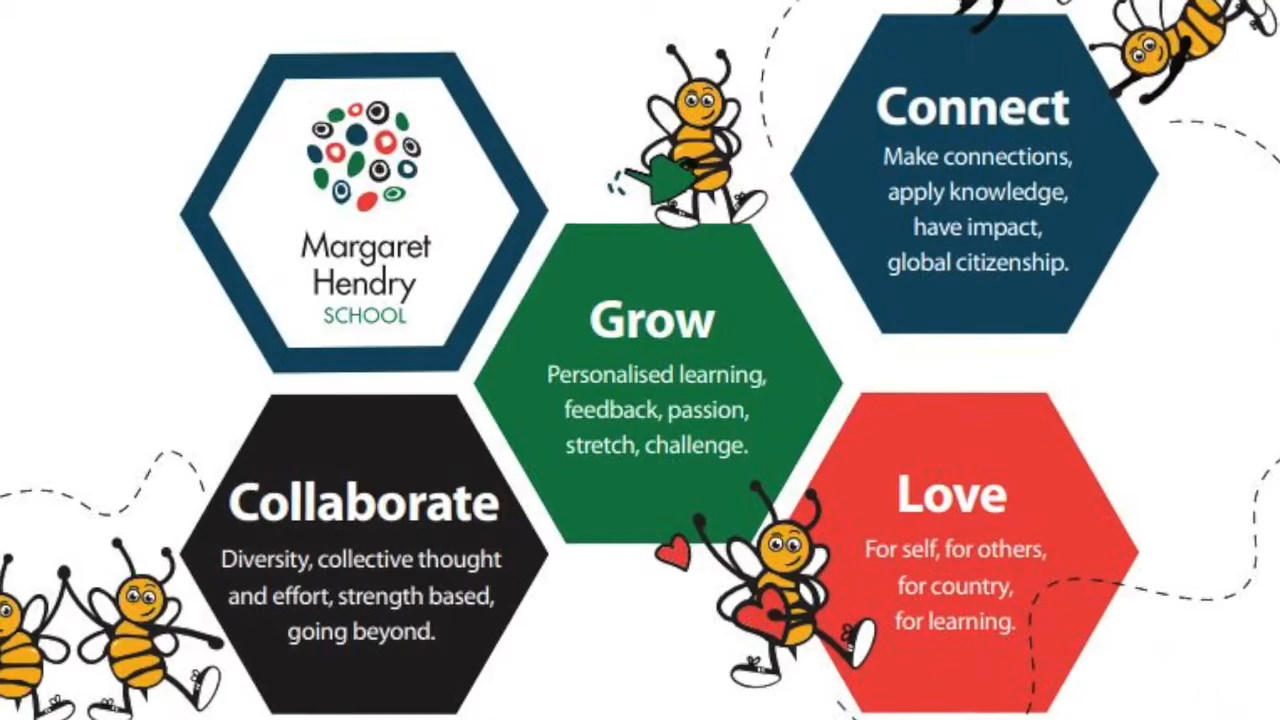 Margaret
Hendry
SCHOOL
Connect
Make connections,
apply knowledge,
have impact,
global citizenship.
Grow
Personalised learning,
feedback, passion,
stretch, challenge.
Collaborate
Diversity, collective thought
and effort, strength based,
going beyond.
Love
For self, for others,
for country,
for learning.